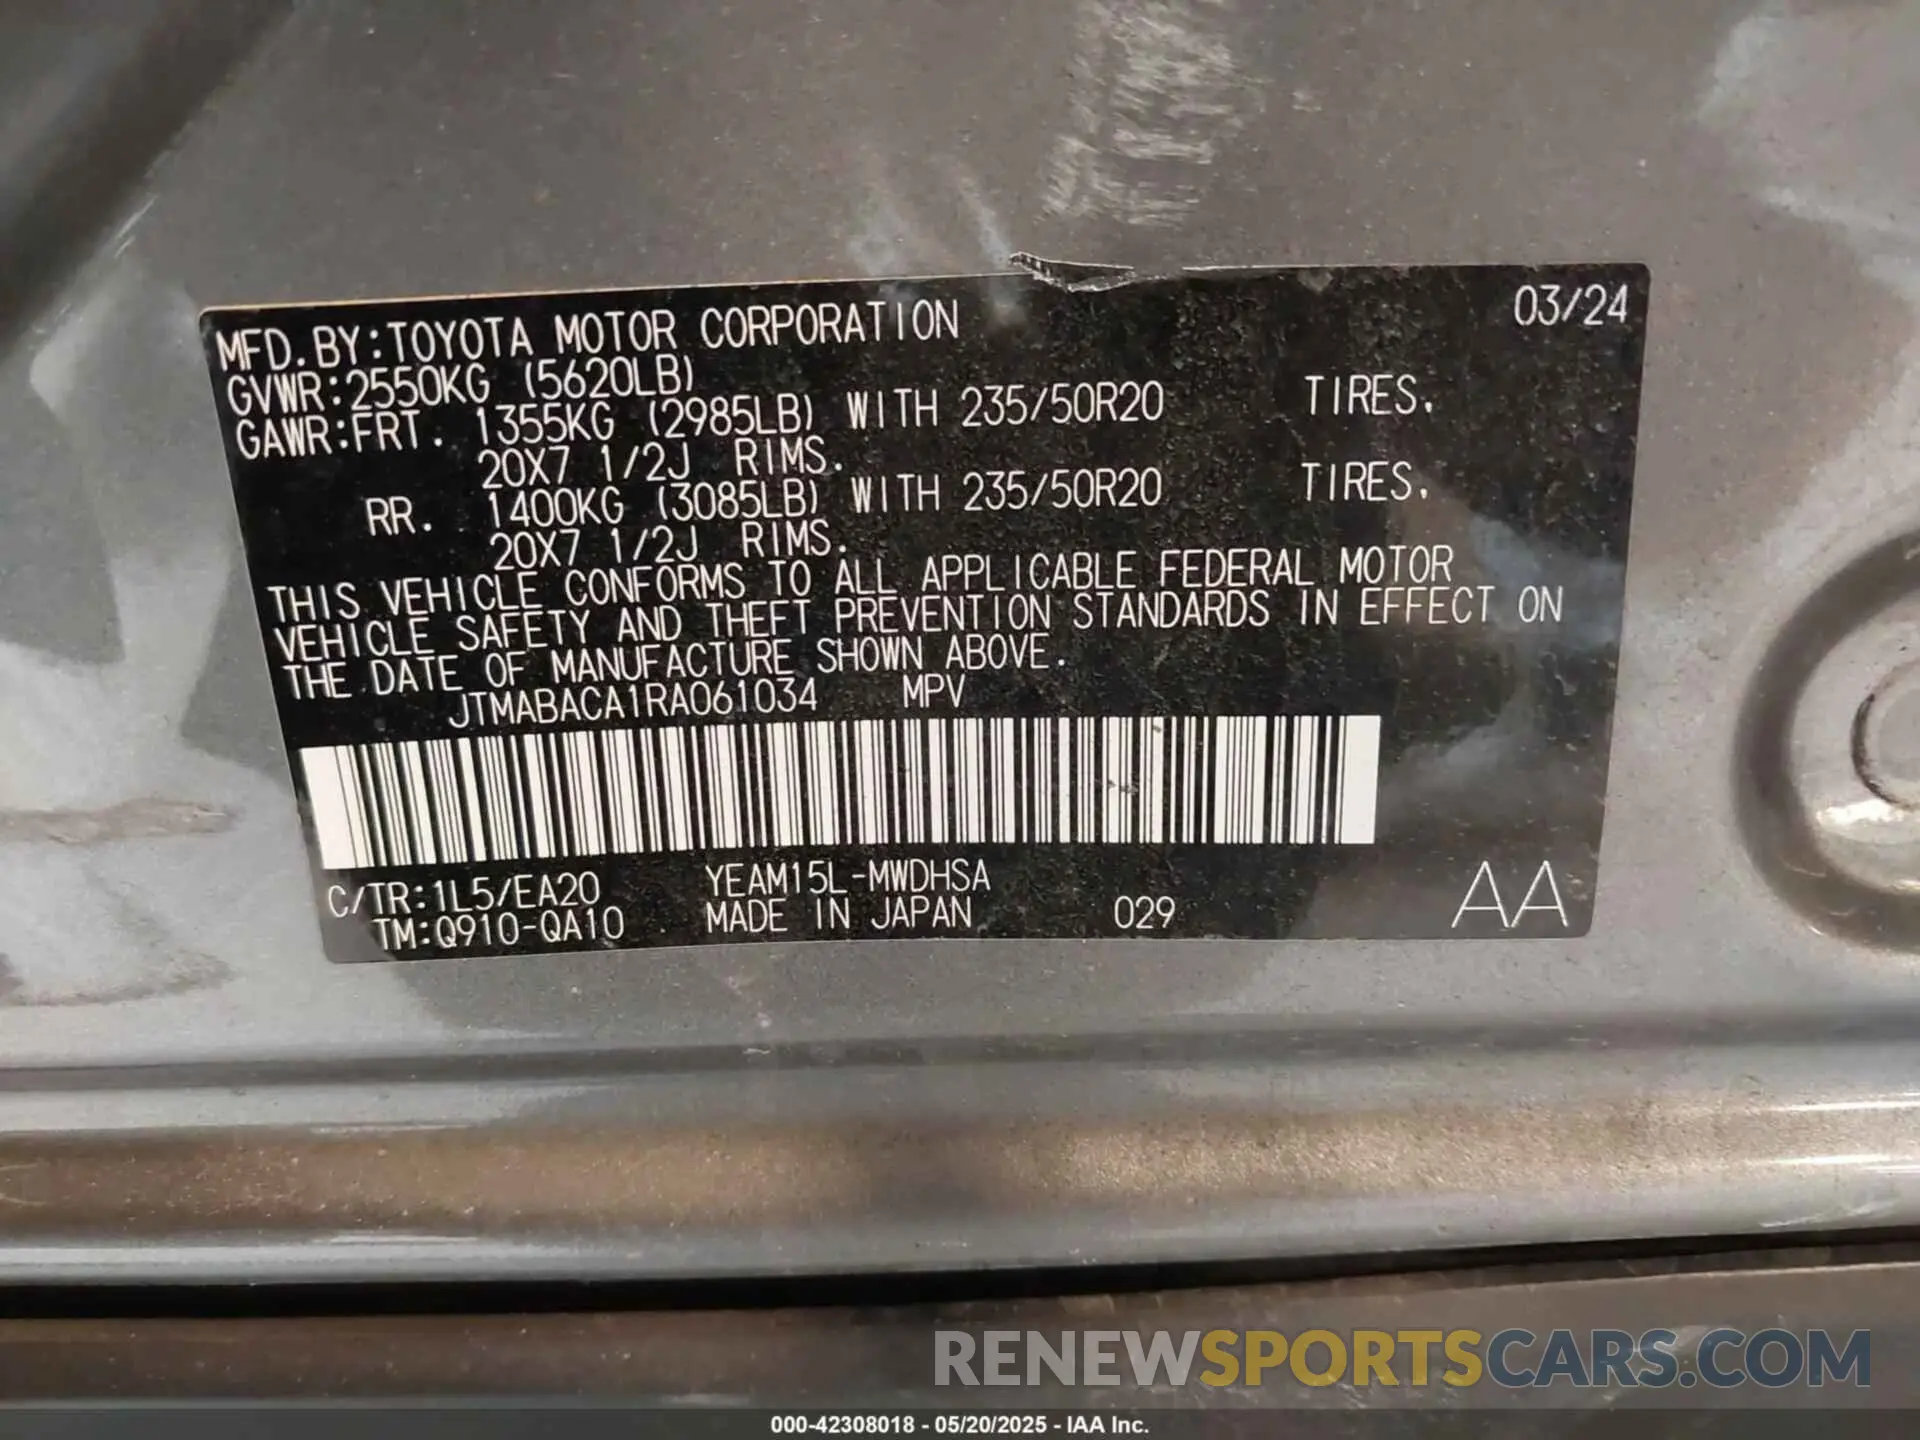 MFD.BY:TOYOTA MOTOR CORPORATION 03/24
GVWR:2550KG (5620LB)
GAWR:FRT. 1355KG (2985LB) WITH 235/50R20 TIRES.
20X7 1/2J RIMS.
RR. 1400KG (3085LB) WITH 235/50R20 TIRES.
20X7 1/2J RIMS.
THIS VEHICLE CONFORMS TO ALL APPLICABLE FEDERAL MOTOR
VEHICLE SAFETY AND THEFT PREVENTION STANDARDS IN EFFECT ON
THE DATE OF MANUFACTURE SHOWN ABOVE.
JTMABACA1RA061034 MPV
C/TR:1L5/EA20 YEAM15L-MWDHSA
TM:Q910-QA10 MADE IN JAPAN 029 AA
RENEWSPORTSCARS.COM
000-42308018 - 05/20/2025 - IAA Inc.